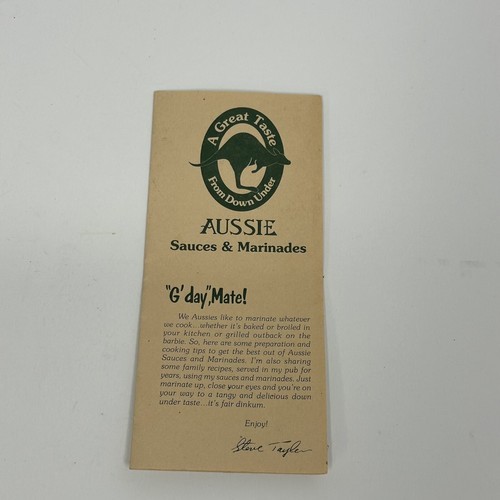 A Great Taste
From Down Under
AUSSIE
Sauces & Marinades
"G'day", Mate!
We Aussies like to marinate whatever
we cook...whether it's baked or broiled in
your kitchen or grilled outback on the
barbie. So, here are some preparation and
cooking tips to get the best out of Aussie
Sauces and Marinades. I'm also sharing
some family recipes, served in my pub for
years, using my sauces and marinades. Just
marinate up, close your eyes and you're on
your way to a tangy and delicious down
under taste...it's fair dinkum.
Enjoy!
Steve Taylor